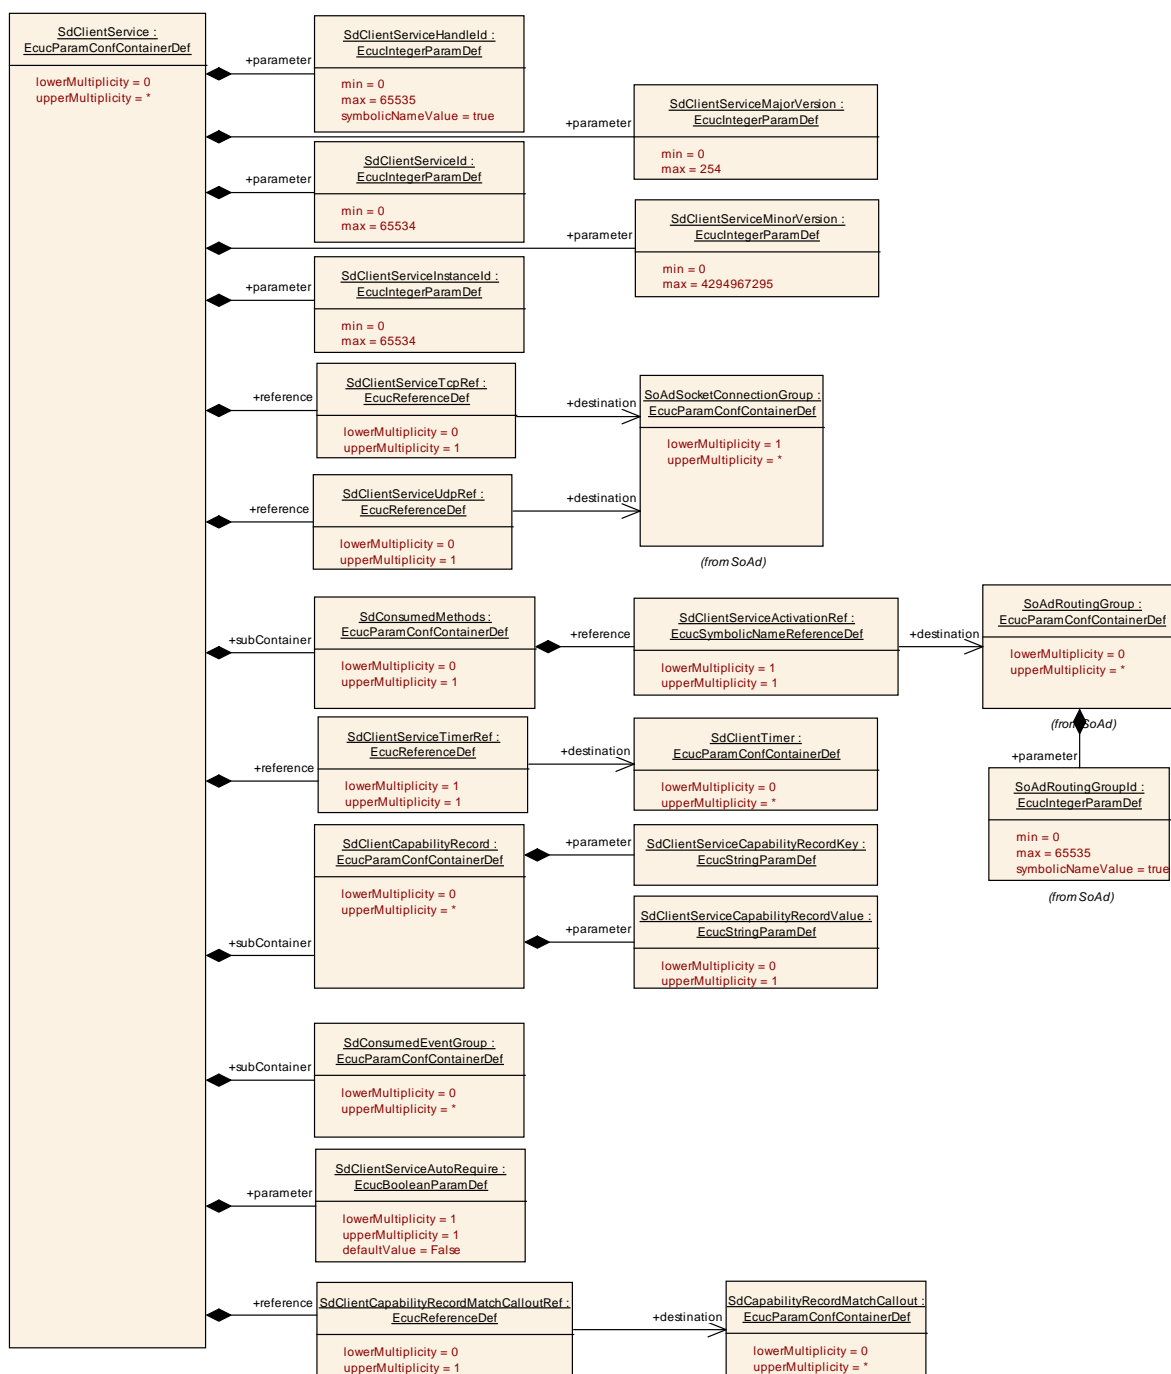 SdClientService :
EcucParamConfContainerDef
lowerMultiplicity = 0
upperMultiplicity = *
+parameter
SdClientServiceHandleId :
EcucIntegerParamDef
min = 0
max = 65535
symbolicNameValue = true
+parameter
SdClientServiceMajorVersion :
EcucIntegerParamDef
min = 0
max = 254
+parameter
SdClientServiceId :
EcucIntegerParamDef
min = 0
max = 65534
+parameter
SdClientServiceMinorVersion :
EcucIntegerParamDef
min = 0
max = 4294967295
+parameter
SdClientServiceInstanceId :
EcucIntegerParamDef
min = 0
max = 65534
+reference
SdClientServiceTcpRef :
EcucReferenceDef
lowerMultiplicity = 0
upperMultiplicity = 1
+destination
SoAdSocketConnectionGroup :
EcucParamConfContainerDef
lowerMultiplicity = 1
upperMultiplicity = *
(from SoAd)
+reference
SdClientServiceUdpRef :
EcucReferenceDef
lowerMultiplicity = 0
upperMultiplicity = 1
+destination
+subContainer
SdConsumedMethods :
EcucParamConfContainerDef
lowerMultiplicity = 0
upperMultiplicity = 1
+reference
SdClientServiceActivationRef :
EcucSymbolicNameReferenceDef
lowerMultiplicity = 1
upperMultiplicity = 1
+destination
SoAdRoutingGroup :
EcucParamConfContainerDef
lowerMultiplicity = 0
upperMultiplicity = *
(from SoAd)
+parameter
SoAdRoutingGroupId :
EcucIntegerParamDef
min = 0
max = 65535
symbolicNameValue = true
(from SoAd)
+reference
SdClientServiceTimerRef :
EcucReferenceDef
lowerMultiplicity = 1
upperMultiplicity = 1
+destination
SdClientTimer :
EcucParamConfContainerDef
lowerMultiplicity = 0
upperMultiplicity = *
+subContainer
SdClientCapabilityRecord :
EcucParamConfContainerDef
lowerMultiplicity = 0
upperMultiplicity = *
+parameter
SdClientServiceCapabilityRecordKey :
EcucStringParamDef
+parameter
SdClientServiceCapabilityRecordValue :
EcucStringParamDef
lowerMultiplicity = 0
upperMultiplicity = 1
+subContainer
SdConsumedEventGroup :
EcucParamConfContainerDef
lowerMultiplicity = 0
upperMultiplicity = *
+parameter
SdClientServiceAutoRequire :
EcucBooleanParamDef
lowerMultiplicity = 1
upperMultiplicity = 1
defaultValue = False
+reference
SdClientCapabilityRecordMatchCalloutRef :
EcucReferenceDef
lowerMultiplicity = 0
upperMultiplicity = 1
+destination
SdCapabilityRecordMatchCallout :
EcucParamConfContainerDef
lowerMultiplicity = 0
upperMultiplicity = *